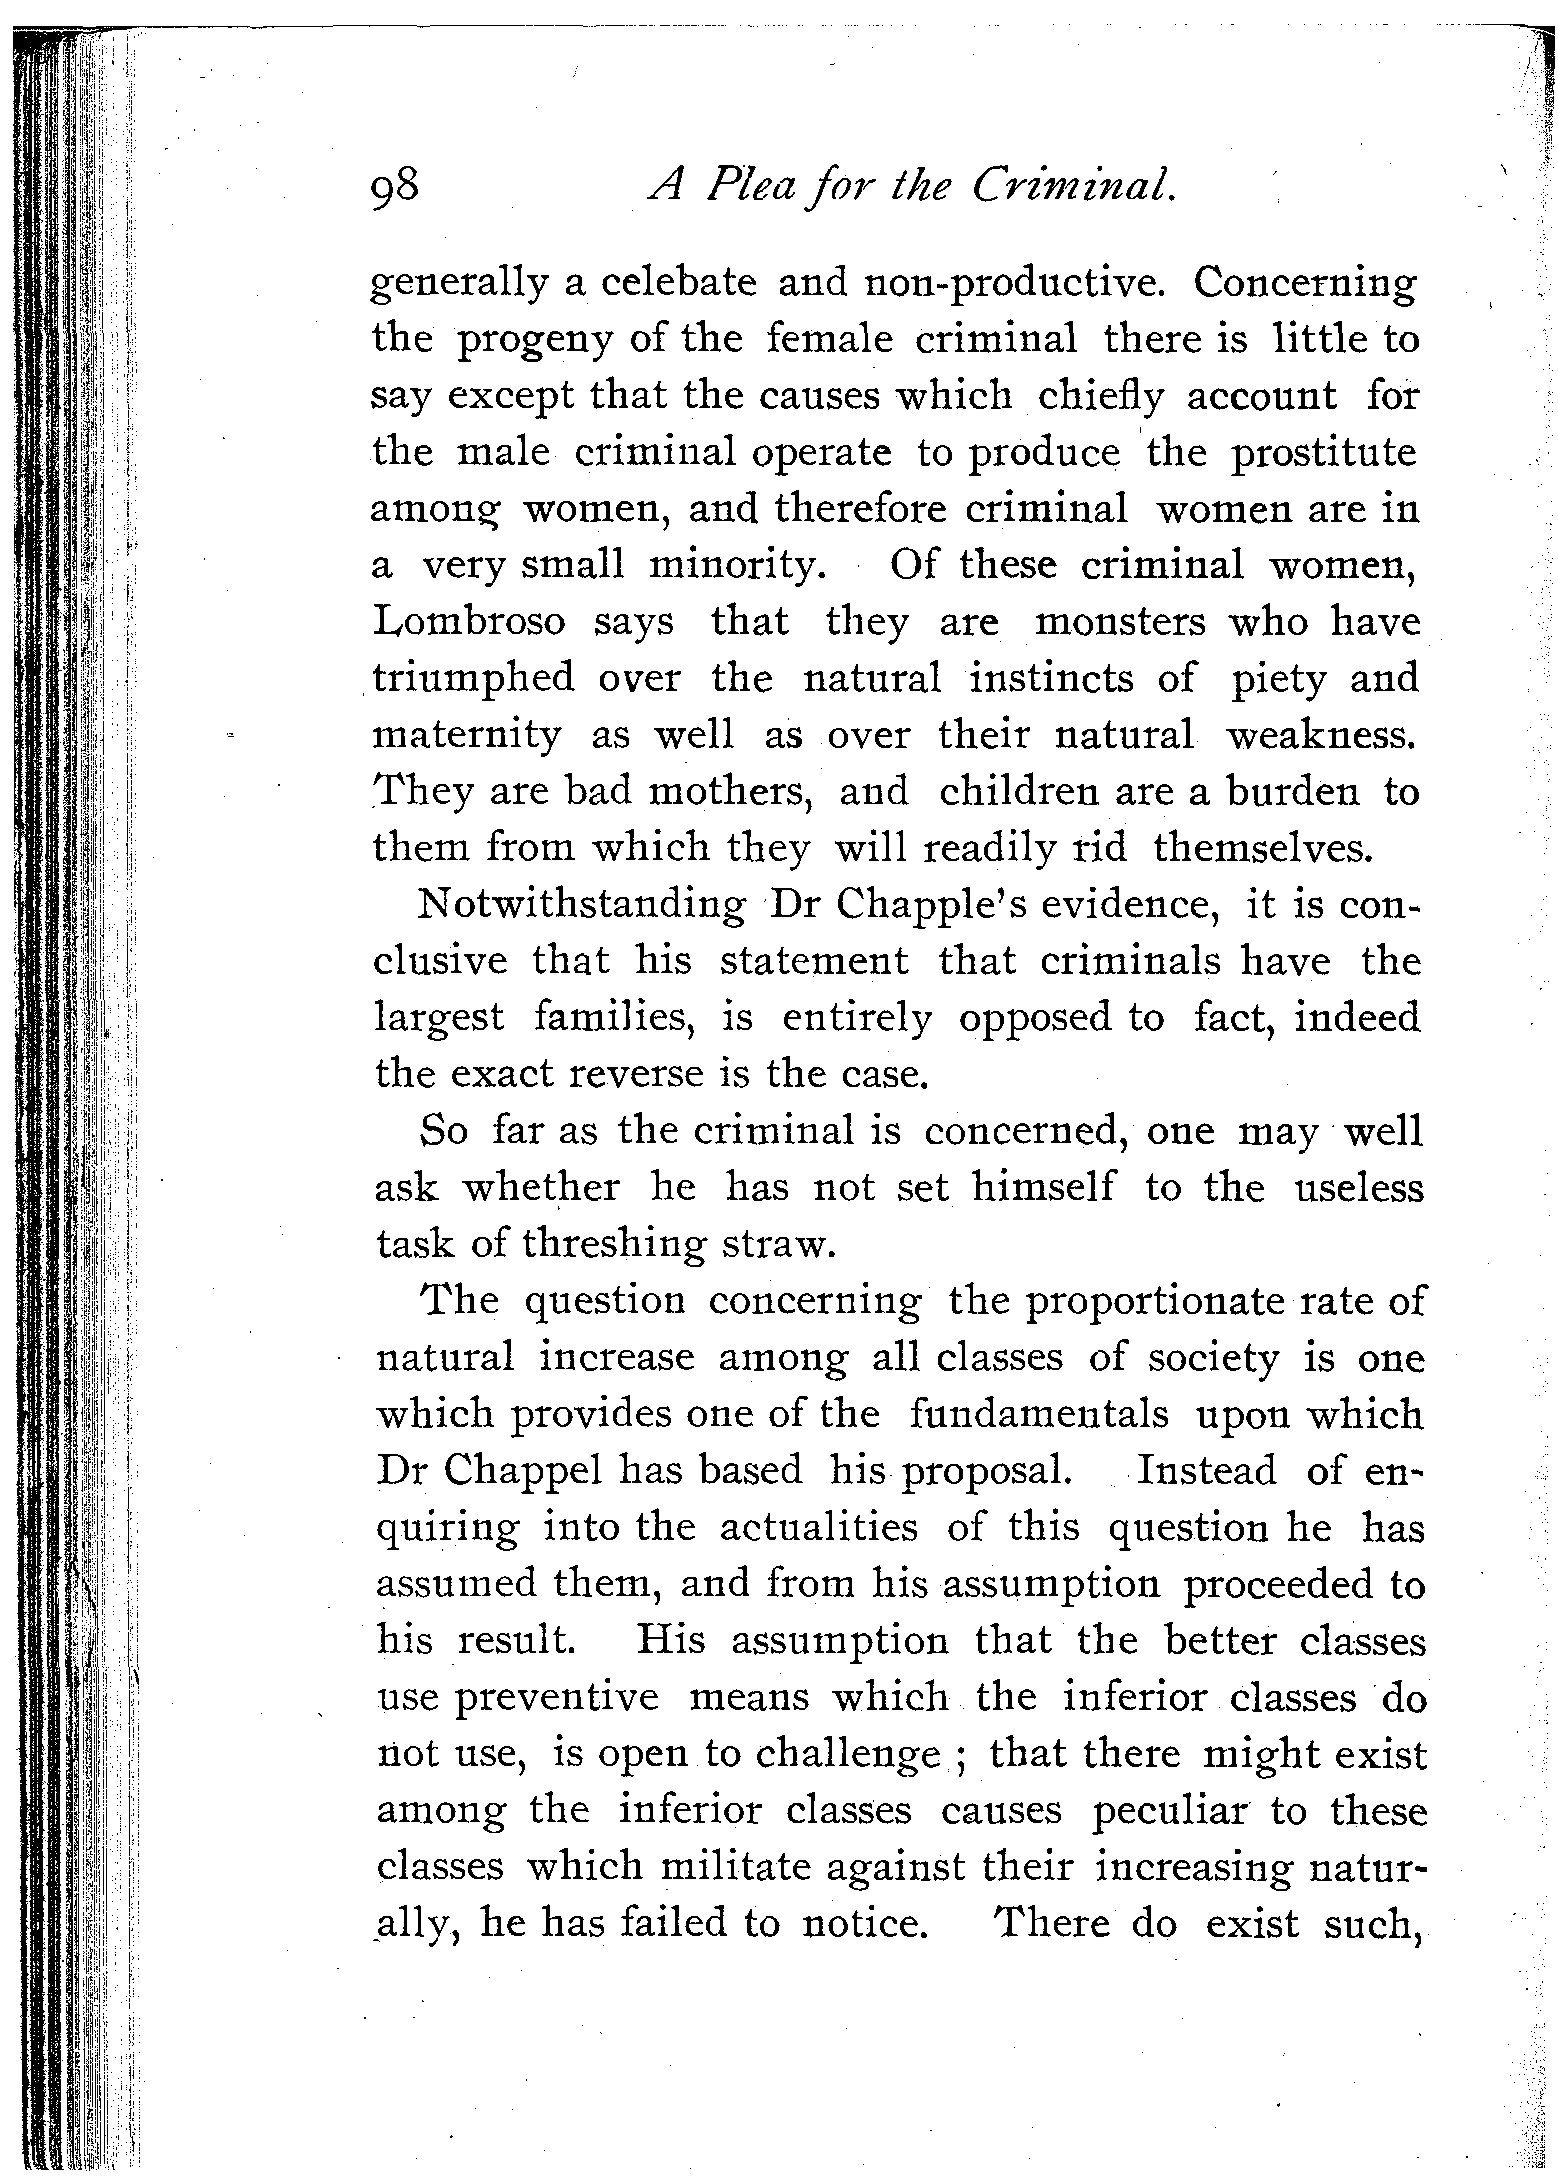 98 A Plea for the Criminal.
generally a celebate and non-productive. Concerning
the progeny of the female criminal there is little to
say except that the causes which chiefly account for
the male criminal operate to produce the prostitute
among women, and therefore criminal women are in
a very small minority. Of these criminal women,
Lombroso says that they are monsters who have
triumphed over the natural instincts of piety and
maternity as well as over their natural weakness.
They are bad mothers, and children are a burden to
them from which they will readily rid themselves.
Notwithstanding Dr Chapple's evidence, it is con-
clusive that his statement that criminals have the
largest families, is entirely opposed to fact, indeed
the exact reverse is the case.
So far as the criminal is concerned, one may well
ask whether he has not set himself to the useless
task of threshing straw.
The question concerning the proportionate rate of
natural increase among all classes of society is one
which provides one of the fundamentals upon which
Dr Chappel has based his proposal. Instead of en-
quiring into the actualities of this question he has
assumed them, and from his assumption proceeded to
his result. His assumption that the better classes
use preventive means which the inferior classes do
not use, is open to challenge ; that there might exist
among the inferior classes causes peculiar to these
classes which militate against their increasing natur-
ally, he has failed to notice. There do exist such,